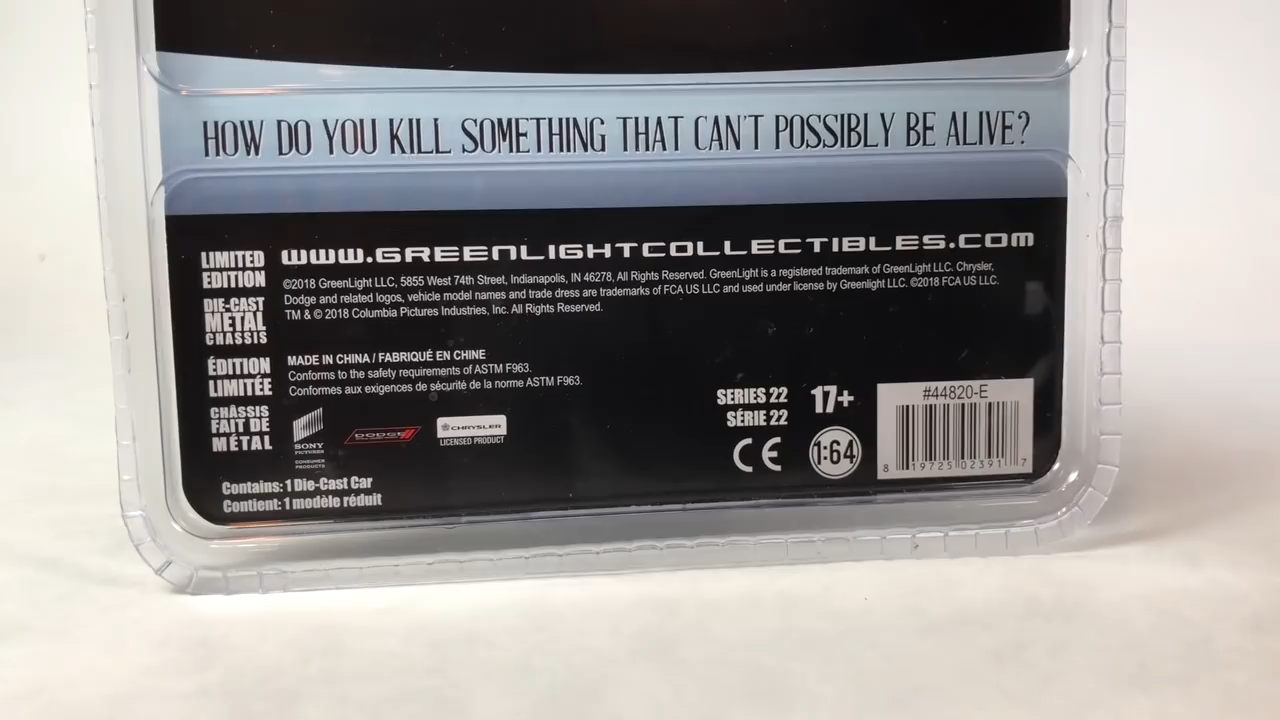 HOW DO YOU KILL SOMETHING THAT CAN'T POSSIBLY BE ALIVE?
LIMITED
EDITION
DIE-CAST
METAL
CHASSIS
ÉDITION
LIMITÉE
CHÂSSIS
FAIT DE
MÉTAL
WWW.GREENLIGHTCOLLECTIBLES.COM
©2018 GreenLight LLC, 5855 West 74th Street, Indianapolis, IN 46278, All Rights Reserved. GreenLight is a registered trademark of GreenLight LLC. Chrysler,
Dodge and related logos, vehicle model names and trade dress are trademarks of FCA US LLC and used under license by Greenlight LLC. ©2018 FCA US LLC.
TM & © 2018 Columbia Pictures Industries, Inc. All Rights Reserved.
MADE IN CHINA / FABRIQUÉ EN CHINE
Conforms to the safety requirements of ASTM F963.
Conformes aux exigences de sécurité de la norme ASTM F963.
SONY
PICTURES
CONSUMER
PRODUCTS
DODGE
CHRYSLER
LICENSED PRODUCT
Contains: 1 Die-Cast Car
Contient: 1 modèle réduit
SERIES 22
SÉRIE 22
17+
CE
1:64
#44820-E
8 19725 02391 7